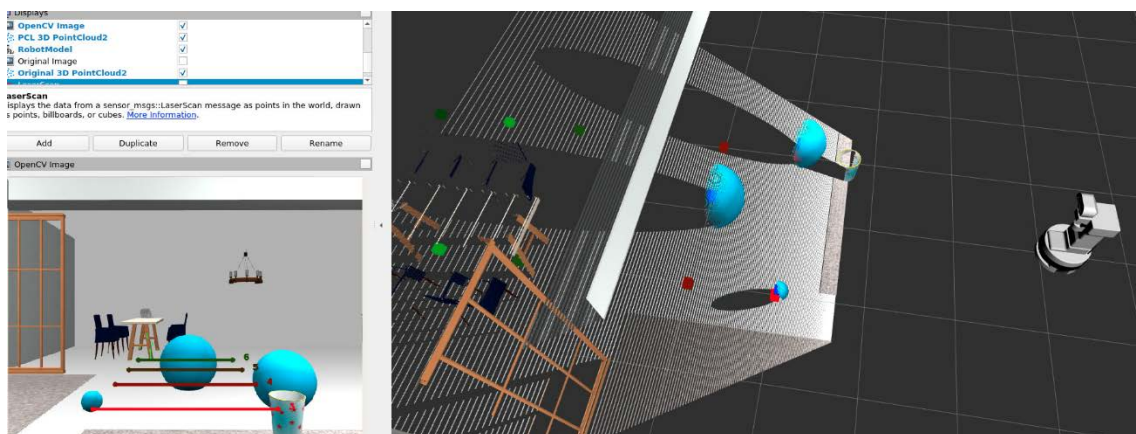 Displays
OpenCV Image
PCL 3D PointCloud2
RobotModel
Original Image
Original 3D PointCloud2
LaserScan
aserScan
isplays the data from a sensor_msgs::LaserScan message as points in the world, drawn
s points, billboards, or cubes. More Information.
Add Duplicate Remove Rename
OpenCV Image
6
5
4